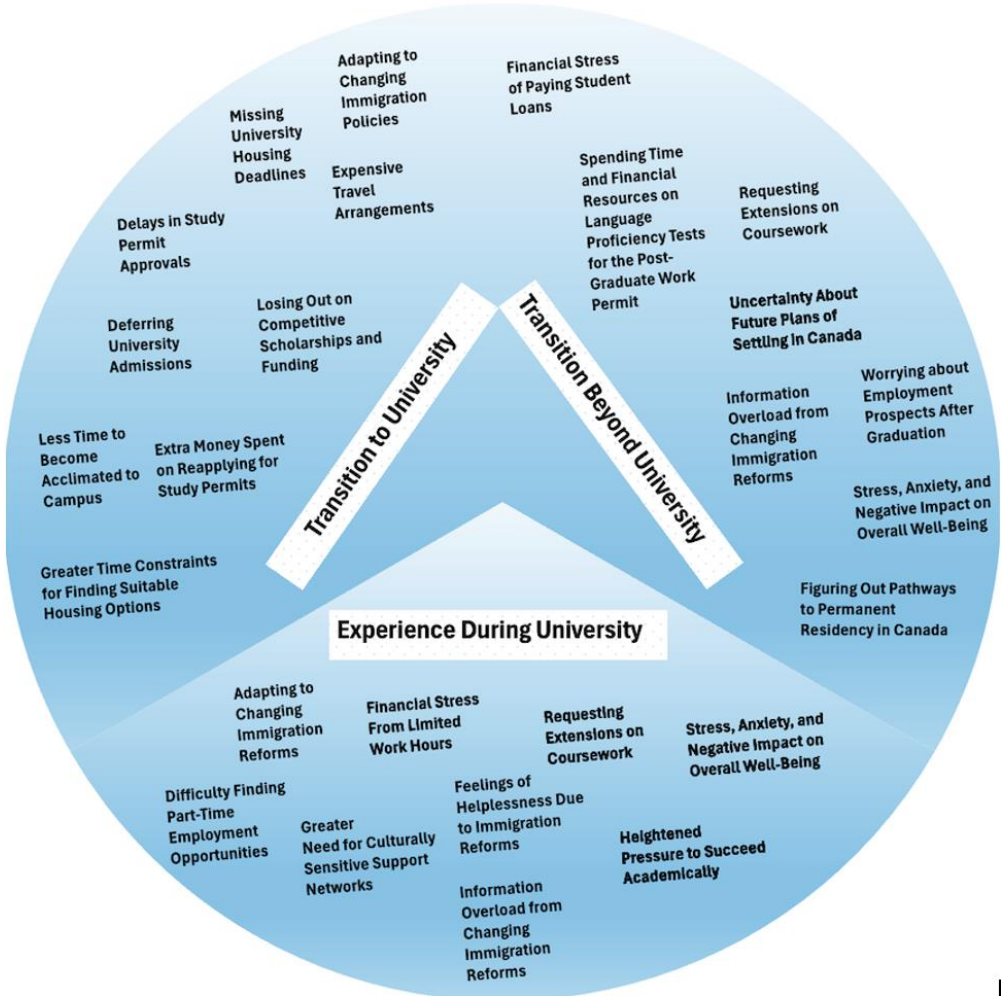 Adapting to
Changing
Immigration
Policies
Missing
University
Housing
Deadlines
Expensive
Travel
Arrangements
Delays in Study
Permit
Approvals
Deferring
University
Admissions
Losing Out on
Competitive
Scholarships and
Funding
Less Time to
Become
Acclimated to
Campus
Extra Money Spent
on Reapplying for
Study Permits
Greater Time Constraints
for Finding Suitable
Housing Options
Transition to University
Transition Beyond University
Financial Stress
of Paying Student
Loans
Spending Time
and Financial
Resources on
Language
Proficiency Tests
for the Post-
Graduate Work
Permit
Requesting
Extensions on
Coursework
Uncertainty About
Future Plans of
Settling in Canada
Information
Overload from
Changing
Immigration
Reforms
Worrying about
Employment
Prospects After
Graduation
Stress, Anxiety, and
Negative Impact on
Overall Well-Being
Figuring Out Pathways
to Permanent
Residency in Canada
Experience During University
Adapting to
Changing
Immigration
Reforms
Financial Stress
From Limited
Work Hours
Requesting
Extensions on
Coursework
Stress, Anxiety, and
Negative Impact on
Overall Well-Being
Difficulty Finding
Part-Time
Employment
Opportunities
Greater
Need for Culturally
Sensitive Support
Networks
Feelings of
Helplessness Due
to Immigration
Reforms
Heightened
Pressure to Succeed
Academically
Information
Overload from
Changing
Immigration
Reforms